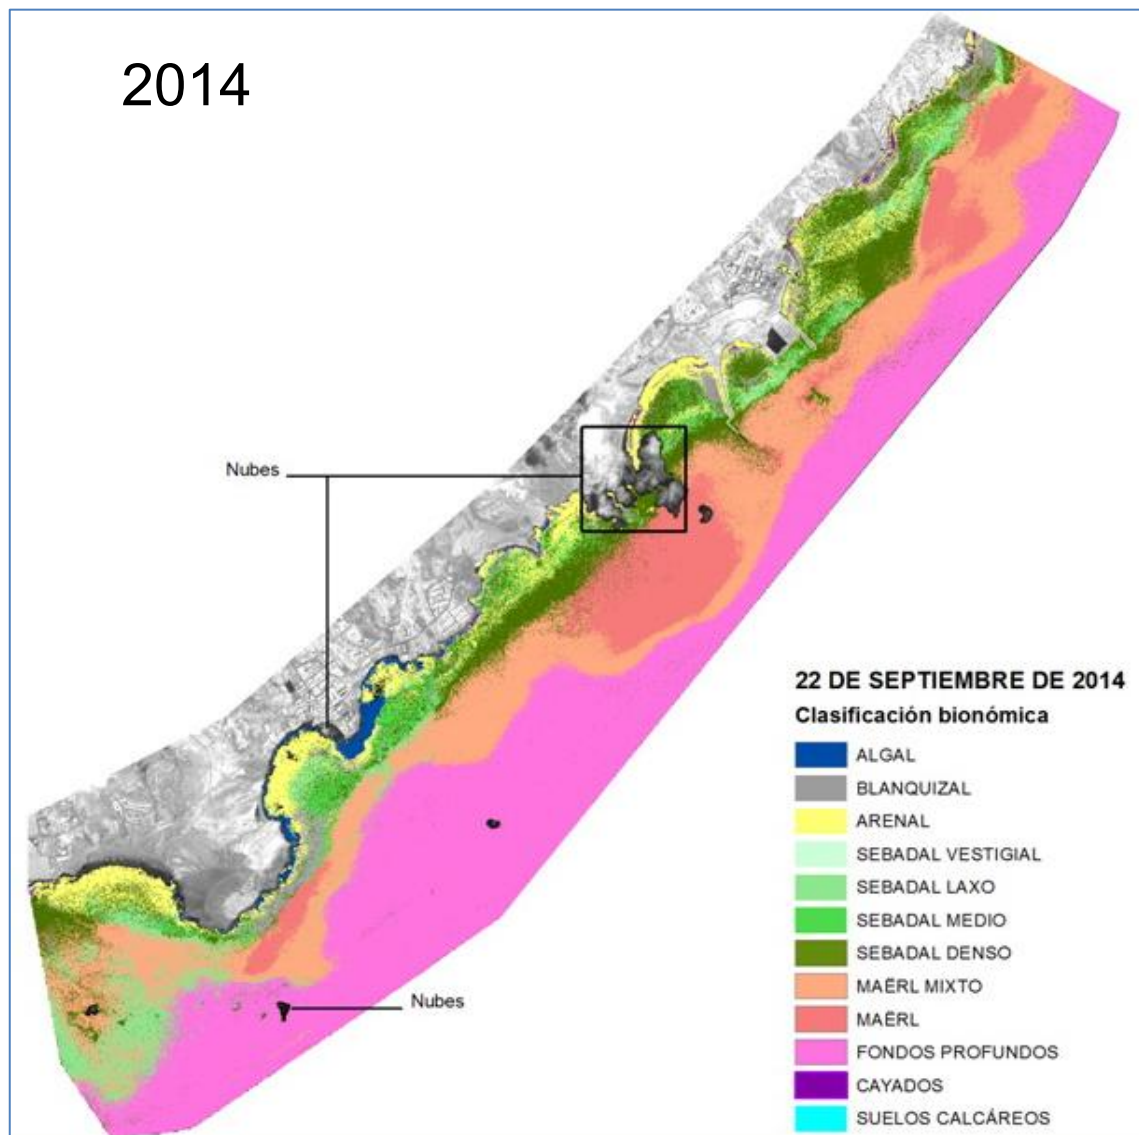 2014
Nubes
Nubes
22 DE SEPTIEMBRE DE 2014
Clasificación bionómica
ALGAL
BLANQUIZAL
ARENAL
SEBADAL VESTIGIAL
SEBADAL LAXO
SEBADAL MEDIO
SEBADAL DENSO
MAËRL MIXTO
MAËRL
FONDOS PROFUNDOS
CAYADOS
SUELOS CALCÁREOS